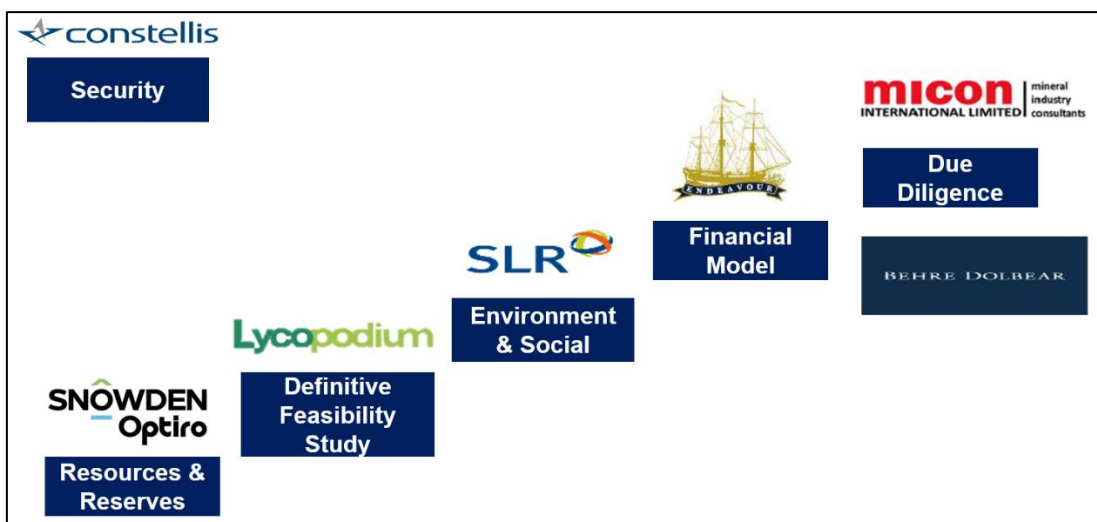 constellis
Security
SNOWDEN
Optiro
Resources &
Reserves
Lycopodium
Definitive
Feasibility
Study
SLR
Environment
& Social
ENDEAVOUR
Financial
Model
micon
INTERNATIONAL LIMITED
mineral
industry
consultants
Due
Diligence
BEHRE DOLBEAR